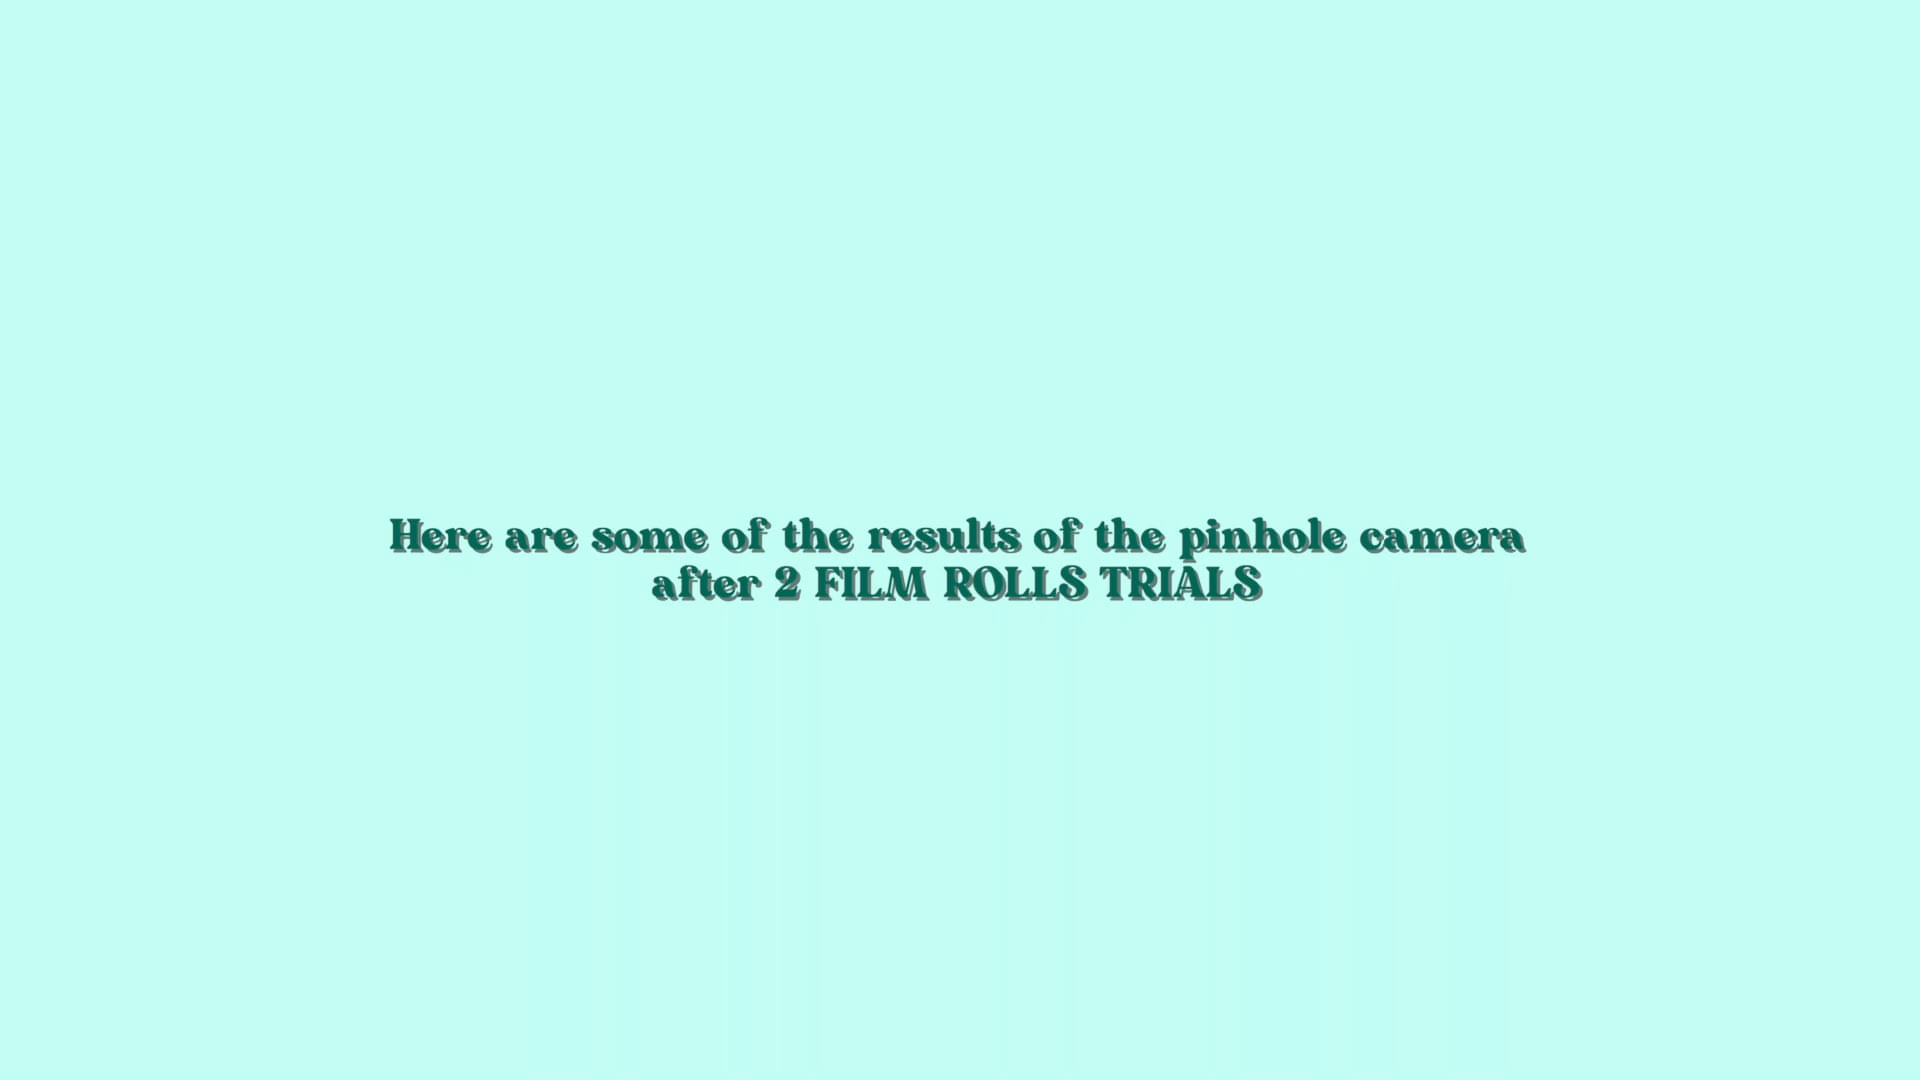 Here are some of the results of the pinhole camera
after 2 FILM ROLLS TRIALS